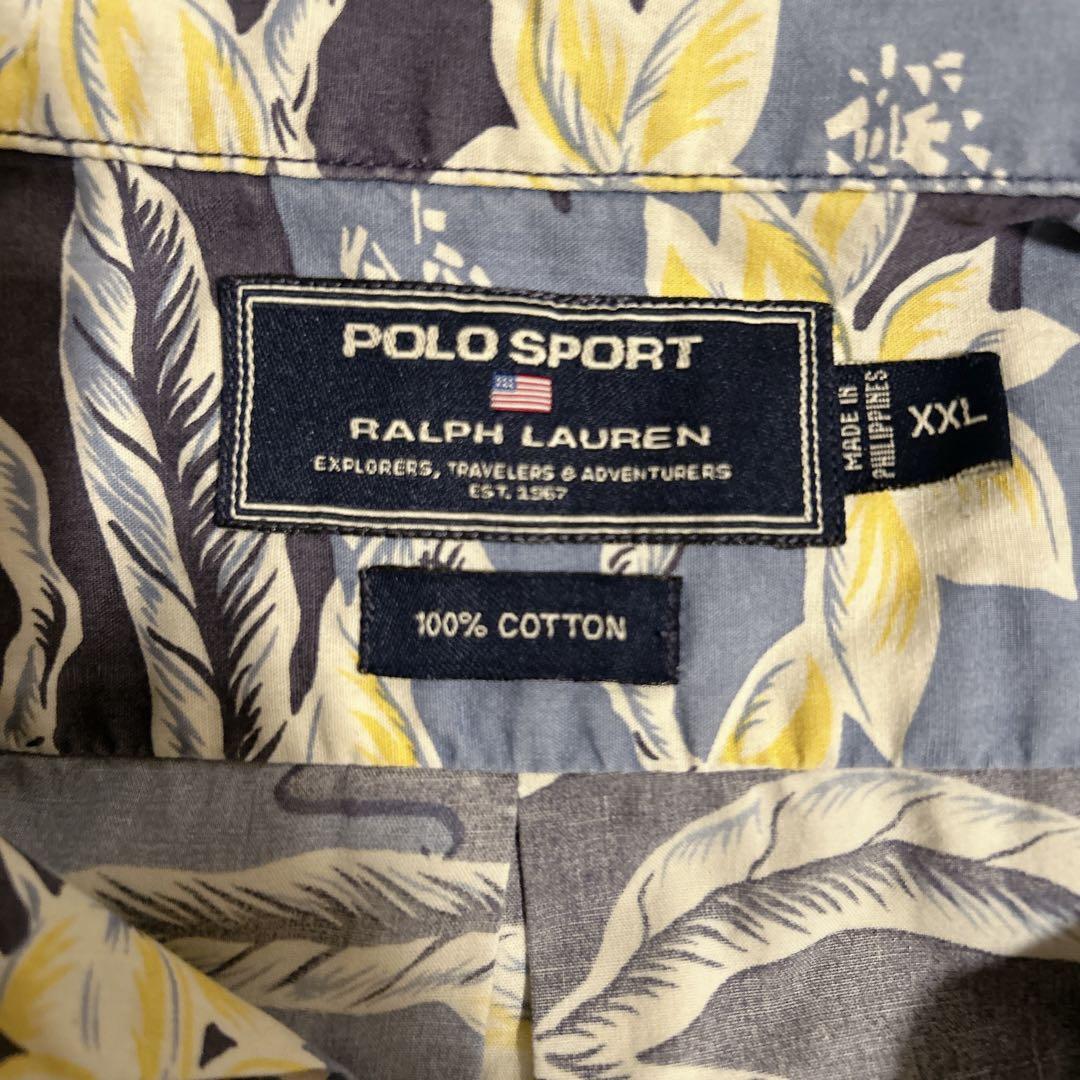 POLO SPORT
RALPH LAUREN
EXPLORERS, TRAVELERS & ADVENTURERS
EST. 1967
MADE IN
PHILIPPINES
XXL
100% COTTON